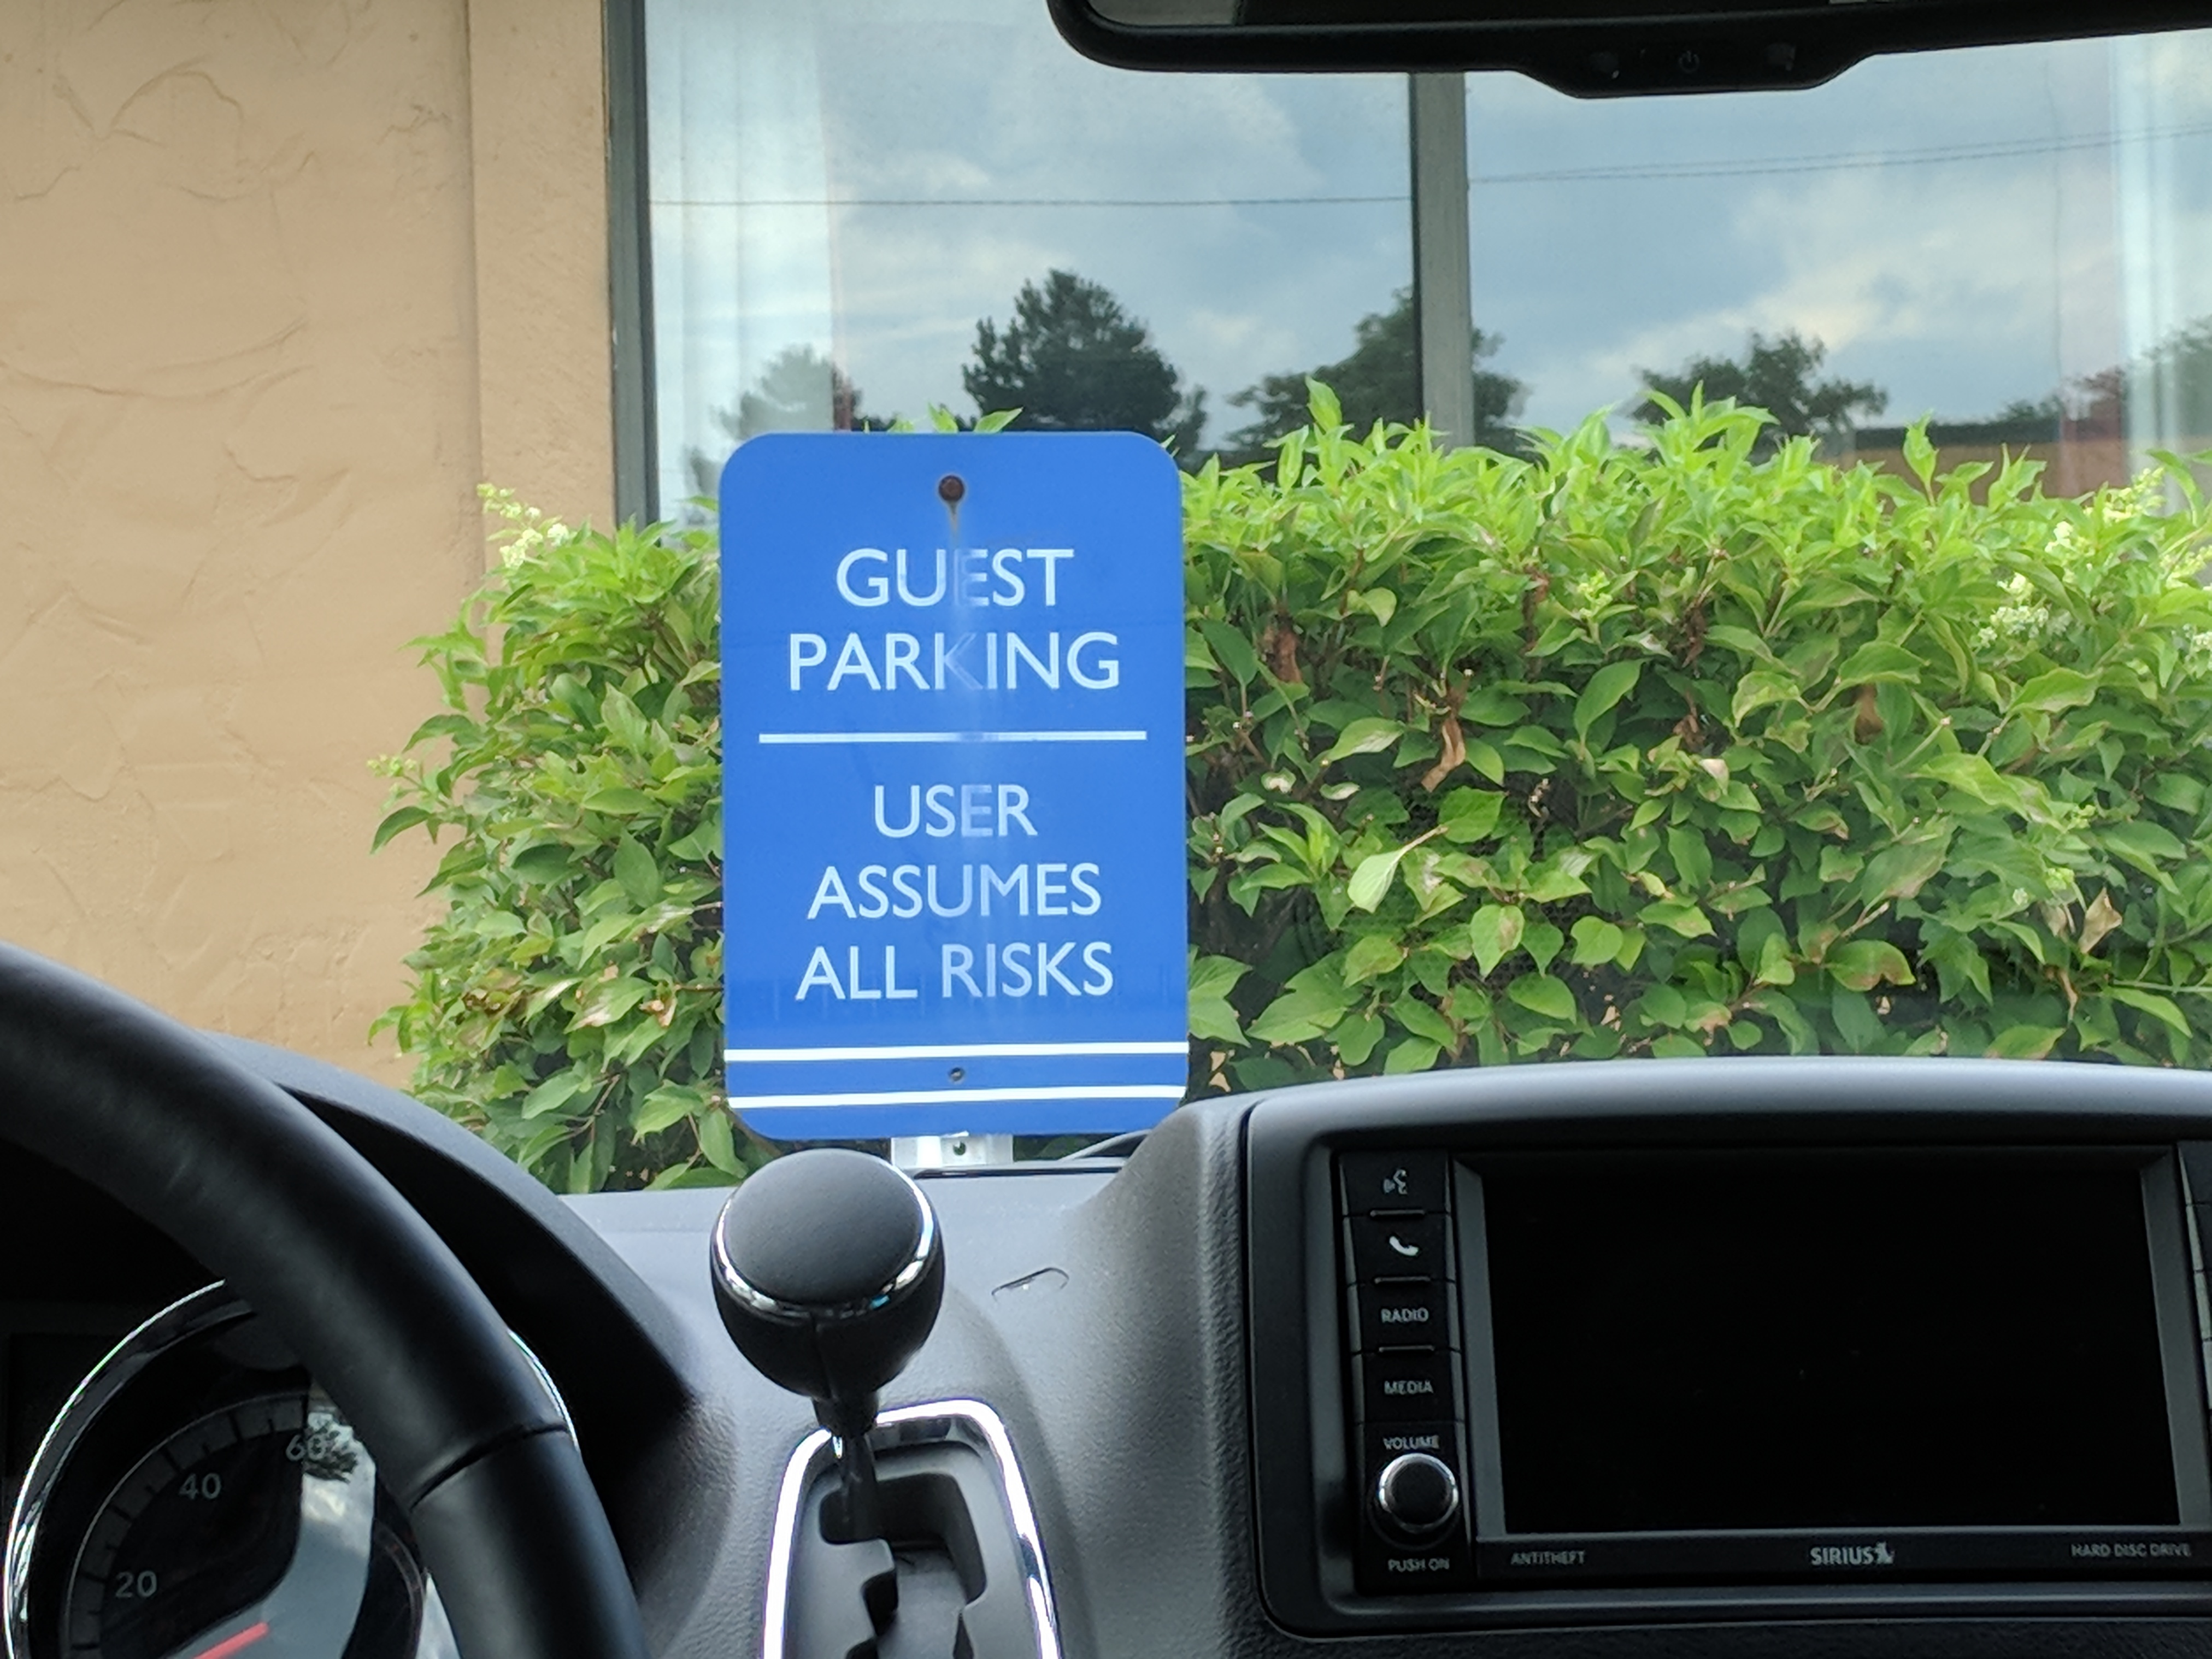 GUEST
PARKING
USER
ASSUMES
ALL RISKS
RADIO
MEDIA
VOLUME
PUSH ON
ANTITHEFT
SIRIUS
HARD DISC DRIVE
60
40
20